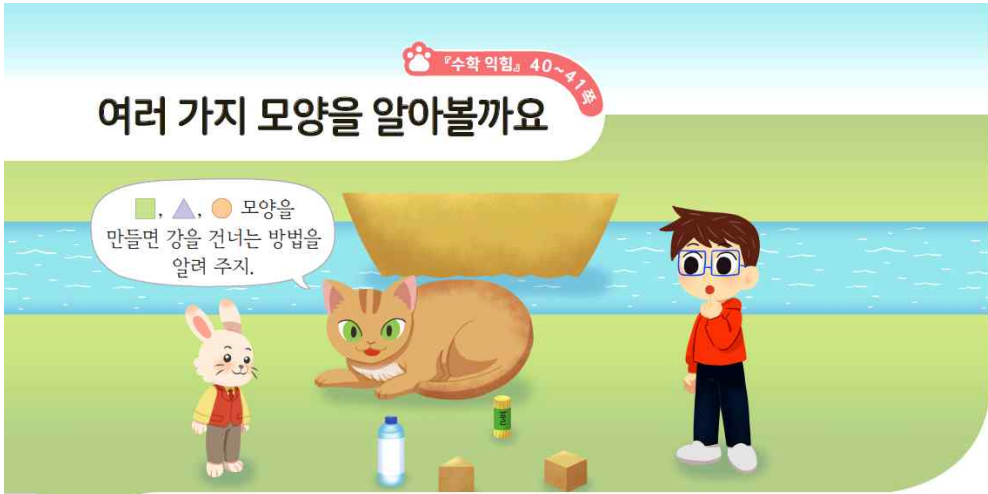 『수학 익힘』 40~41쪽
여러 가지 모양을 알아볼까요
모양을
만들면 강을 건너는 방법을
알려 주지.